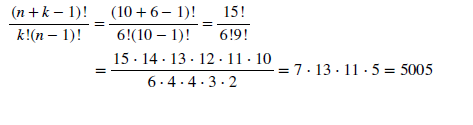 (n + k − 1)! / k!(n − 1)! = (10 + 6 − 1)! / 6!(10 − 1)! = 15! / 6!9!
= 15 · 14 · 13 · 12 · 11 · 10 / 6 · 4 · 4 · 3 · 2 = 7 · 13 · 11 · 5 = 5005